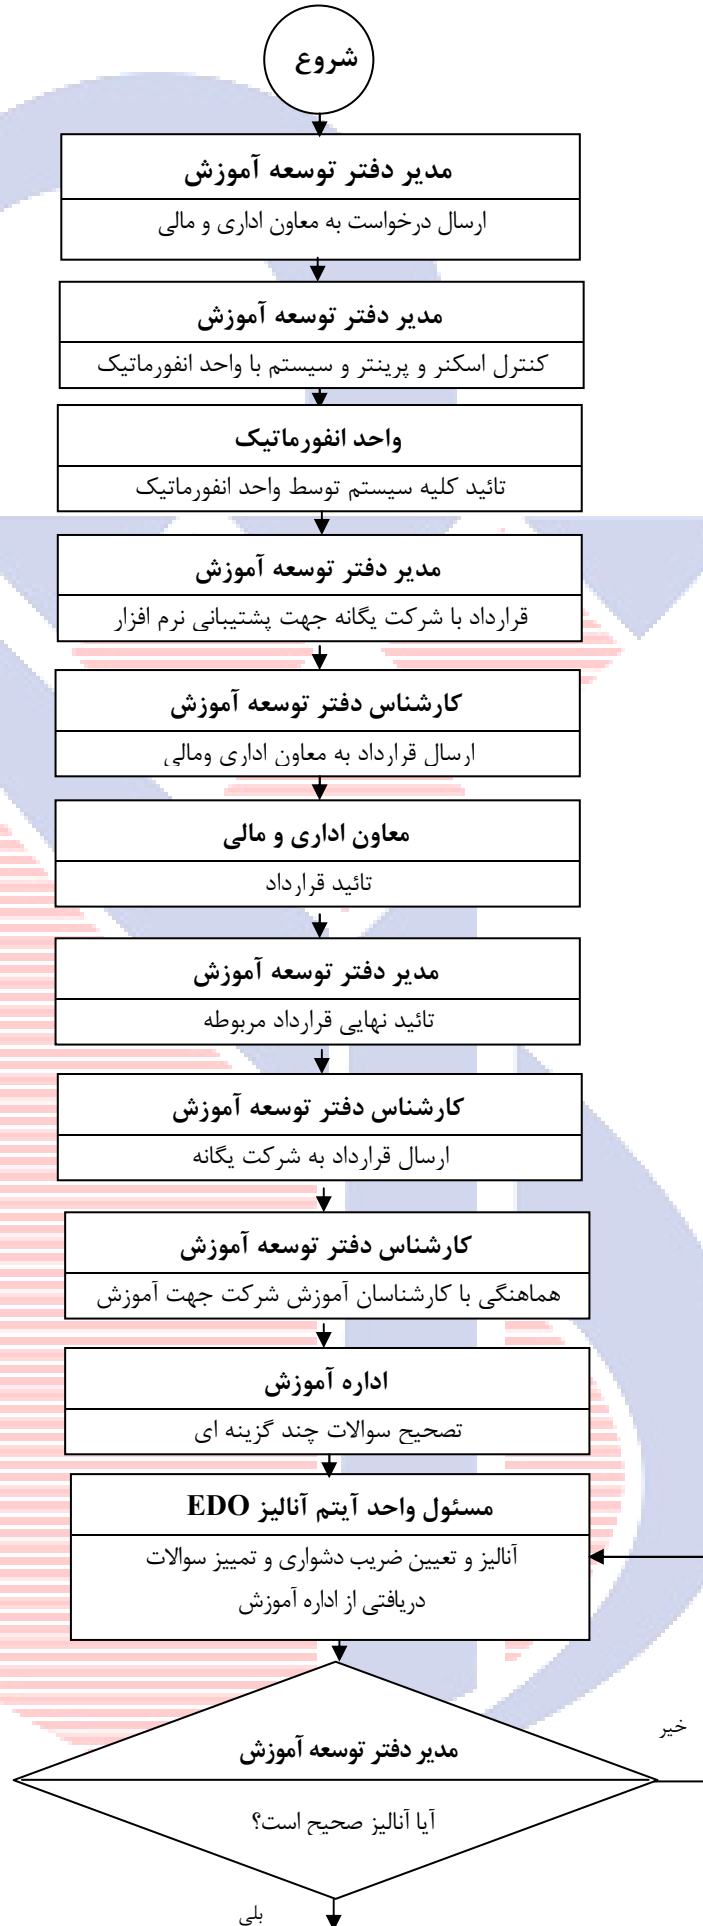 شروع
مدیر دفتر توسعه آموزش
ارسال درخواست به معاون اداری و مالی
مدیر دفتر توسعه آموزش
کنترل اسکنر و پرینتر و سیستم با واحد انفورماتیک
واحد انفورماتیک
تائید کلیه سیستم توسط واحد انفورماتیک
مدیر دفتر توسعه آموزش
قرارداد با شرکت یگانه جهت پشتیبانی نرم افزار
کارشناس دفتر توسعه آموزش
ارسال قرارداد به معاون اداری ومالی
معاون اداری و مالی
تائید قرارداد
مدیر دفتر توسعه آموزش
تائید نهایی قرارداد مربوطه
کارشناس دفتر توسعه آموزش
ارسال قرارداد به شرکت یگانه
کارشناس دفتر توسعه آموزش
هماهنگی با کارشناسان آموزش شرکت جهت آموزش
اداره آموزش
تصحیح سوالات چند گزینه ای
مسئول واحد آیتم آنالیز EDO
آنالیز و تعیین ضریب دشواری و تمییز سوالات
دریافتی از اداره آموزش
خیر
مدیر دفتر توسعه آموزش
آیا آنالیز صحیح است؟
بلی